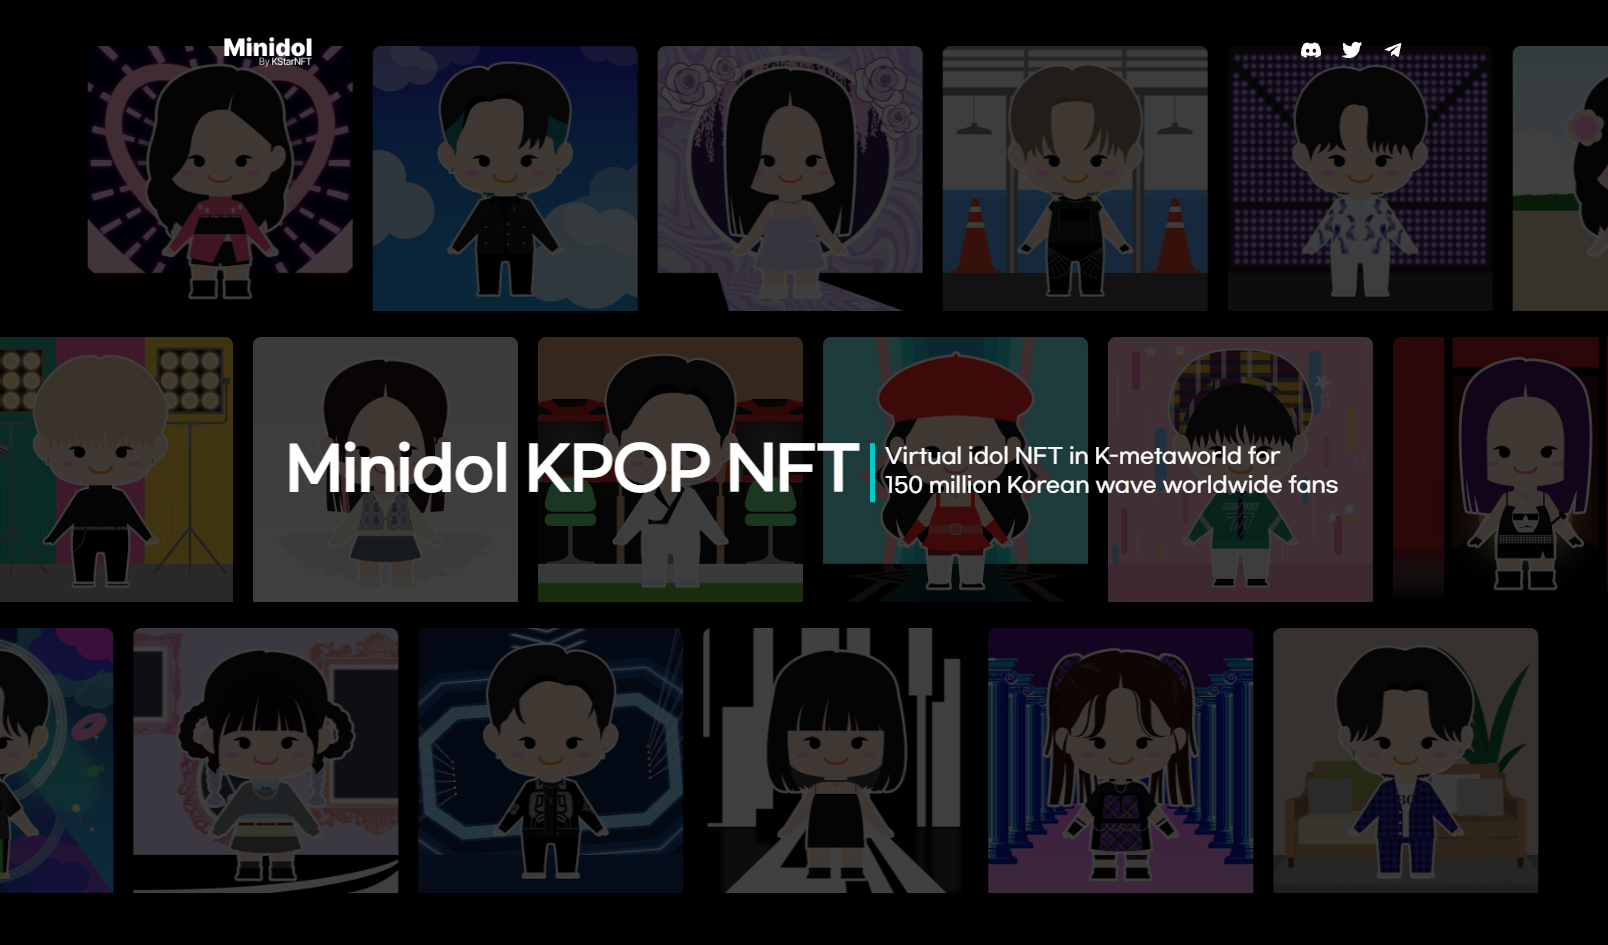 Minidol
By KStarNFT
Minidol KPOP NFT
Virtual idol NFT in K-metaworld for
150 million Korean wave worldwide fans